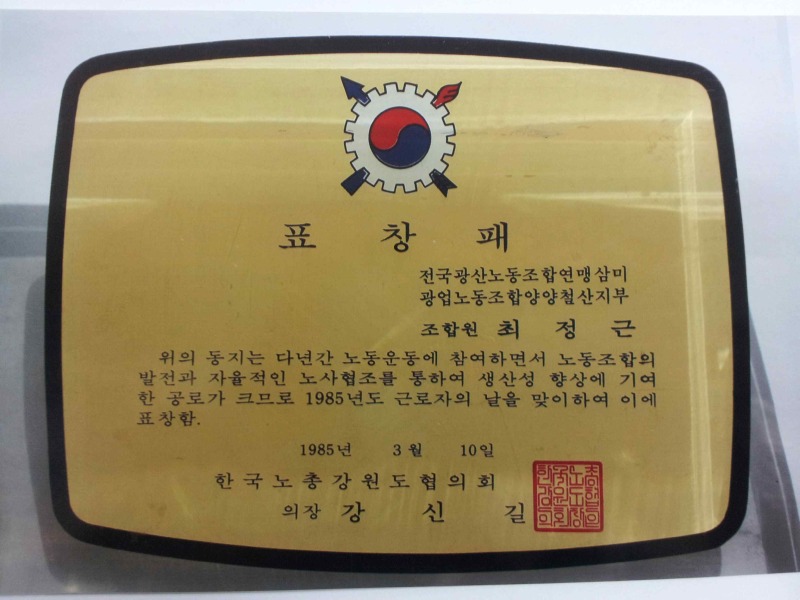 표 창 패
전국광산노동조합연맹삼미
광업노동조합양양철산지부
조합원 최 정 근
위의 동지는 다년간 노동운동에 참여하면서 노동조합의
발전과 자율적인 노사협조를 통하여 생산성 향상에 기여
한 공로가 크므로 1985년도 근로자의 날을 맞이하여 이에
표창함.
1985년 3월 10일
한국노총강원도협의회
의장 강 신 길